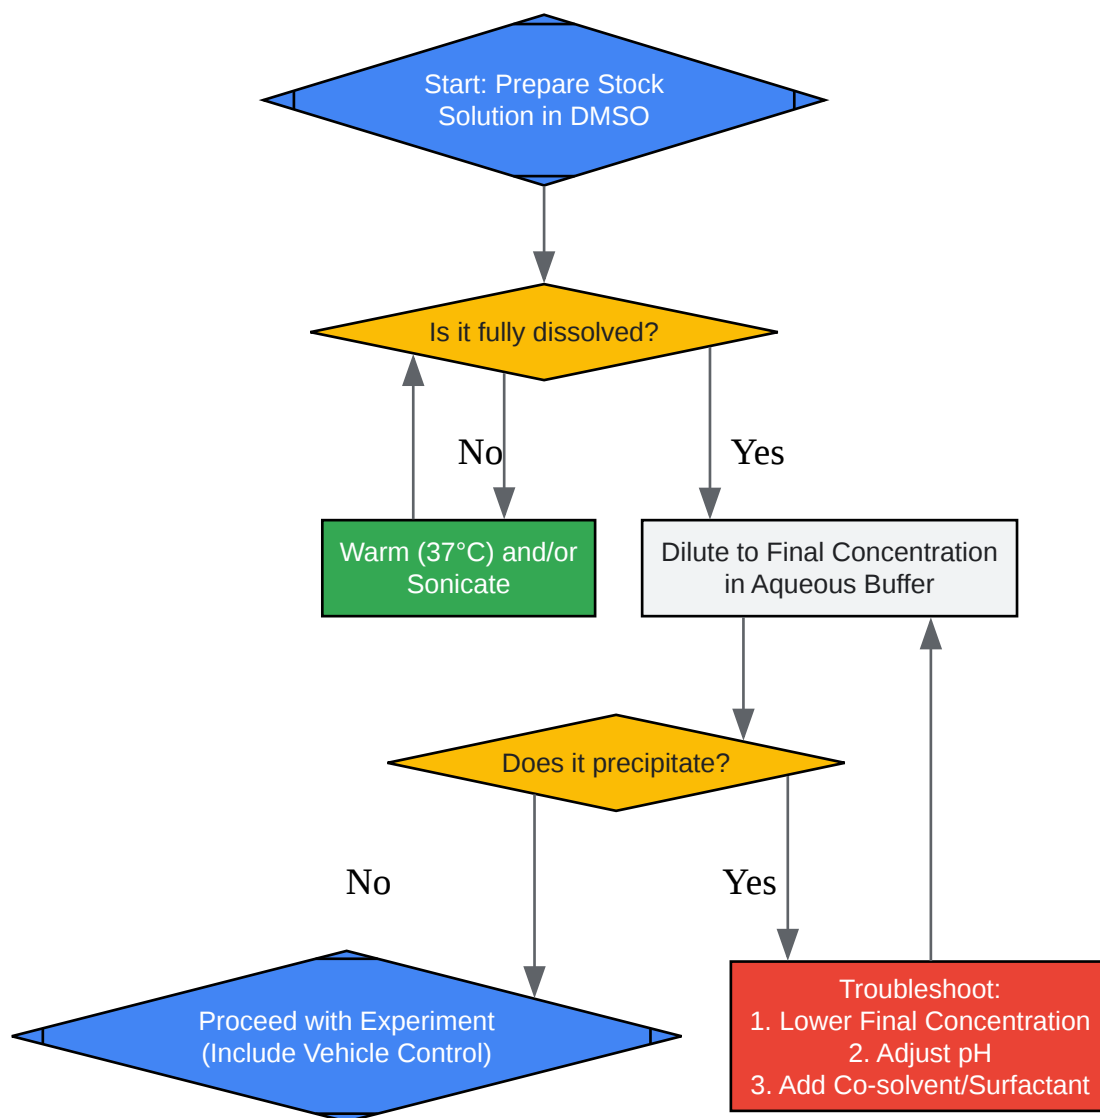 Start: Prepare Stock
Solution in DMSO
Is it fully dissolved?
No
Yes
Warm (37°C) and/or
Sonicate
Dilute to Final Concentration
in Aqueous Buffer
Does it precipitate?
No
Yes
Proceed with Experiment
(Include Vehicle Control)
Troubleshoot:
1. Lower Final Concentration
2. Adjust pH
3. Add Co-solvent/Surfactant